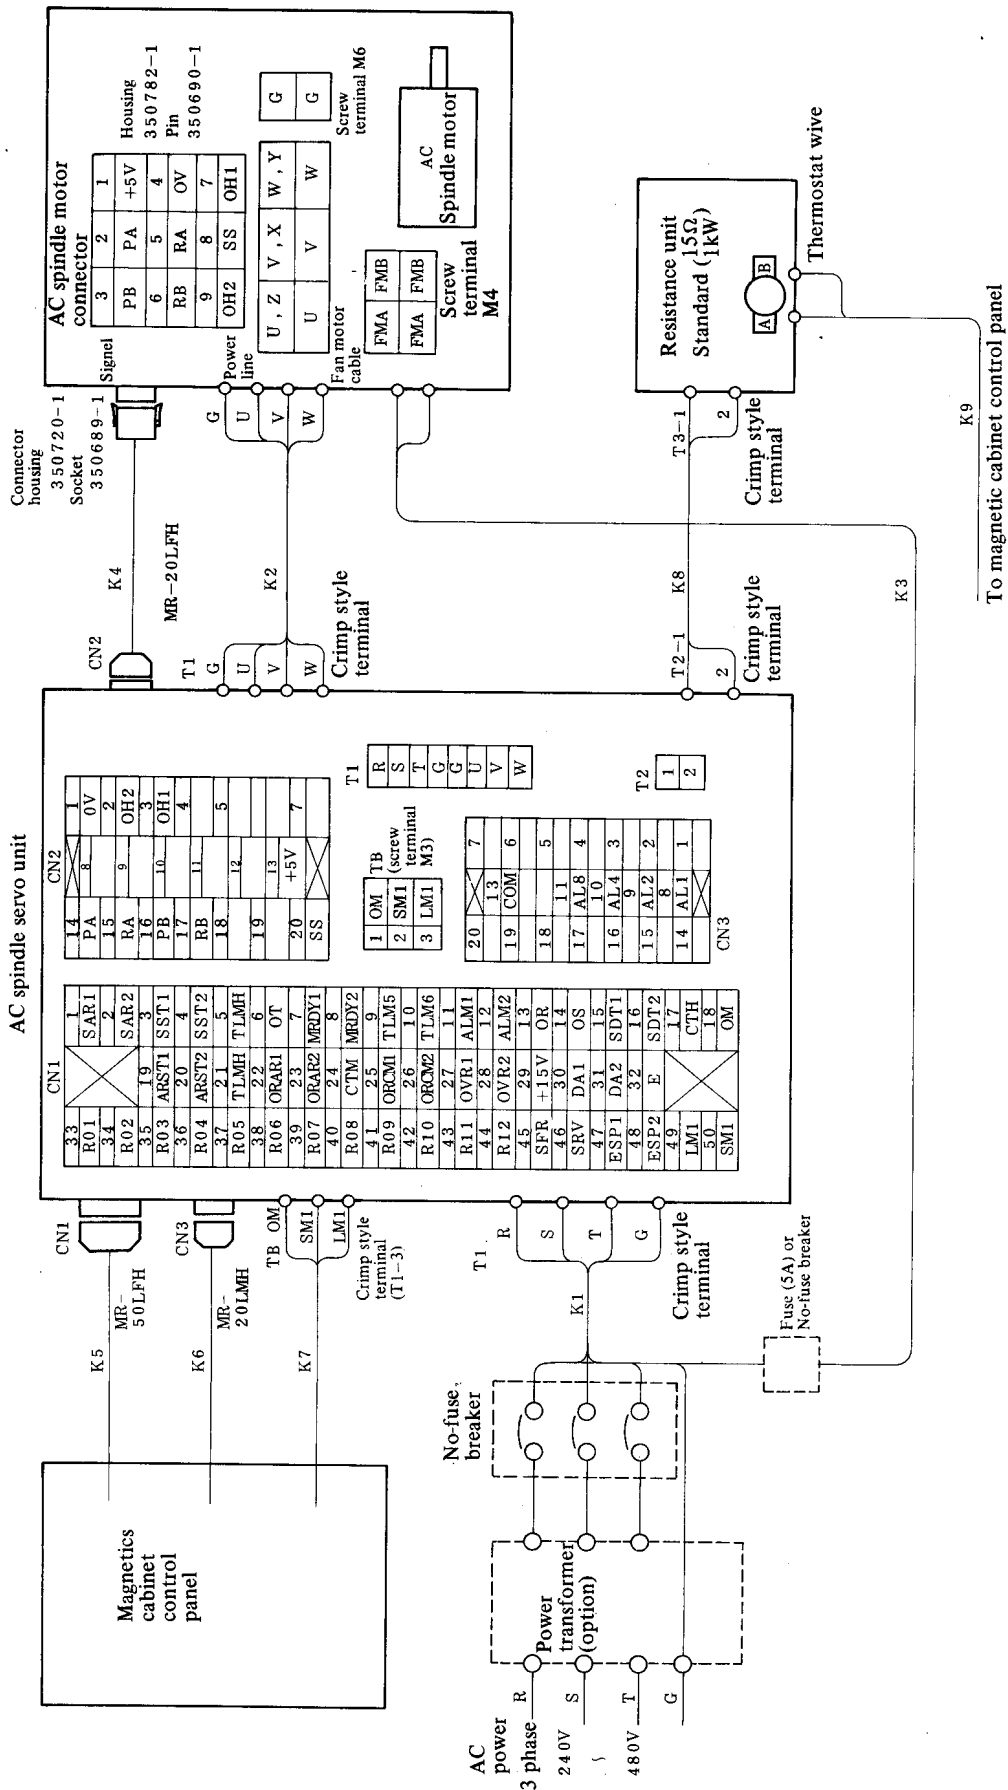 AC spindle servo unit
Magnetics
cabinet
control
panel
K5
MR-
50LFH
CN1
K6
MR-
20LMH
CN3
K7
TB OM
SM1
LM1
Crimp style
terminal
(T1-3)
AC
power
3 phase
240V
~
480V
R
S
T
G
Power
transformer
(option)
No-fuse
breaker
K1
T1
R
S
T
G
Crimp style
terminal
Fuse (5A) or
No-fuse breaker
K3
CN1
33 1
R01 SAR1
34 2
R02 SAR2
35 19 3
R03 ARST1 SST1
36 20 4
R04 ARST2 SST2
37 21 5
R05 TLMH TLMH
38 22 6
R06 ORAR1 OT
39 23 7
R07 ORAR2 MRDY1
40 24 8
R08 CTM MRDY2
41 25 9
R09 ORCM1 TLM5
42 26 10
R10 ORCM2 TLM6
43 27 11
R11 OVR1 ALM1
44 28 12
R12 OVR2 ALM2
45 29 13
SFR +15V OR
46 30 14
SRV DA1 OS
47 31 15
ESP1 DA2 SDT1
48 32 16
ESP2 E SDT2
49 17
LM1 CTH
50 18
SM1 OM
CN2
14 1
PA 8 0V
15 2
RA 9 OH2
16 3
PB 10 OH1
17 4
RB 11
18 5
12
19
13
20 +5V 7
SS
TB
(screw
terminal
M3)
1 OM
2 SM1
3 LM1
T1
R
S
T
G
G
U
V
W
T2
1
2
20 7
13
19 COM 6
18 5
11
17 AL8 4
10
16 AL4 3
9
15 AL2 2
8
14 AL1 1
CN3
CN2
MR-20LFH
K4
Connector
housing
350720-1
Socket
350689-1
Signel
T1
G
U
V
W
Crimp style
terminal
K2
G
U
V
W
Power
line
Fan motor
cable
T2-1
2
Crimp style
terminal
K8
T3-1
2
Crimp style
terminal
AC spindle motor
connector
3 2 1
PB PA +5V
6 5 4
RB RA OV
9 8 7
OH2 SS OH1
Housing
350782-1
Pin
350690-1
U, Z V, X W, Y
U V W
G
G
Screw
terminal M6
FMA FMB
FMA FMB
Screw
terminal
M4
AC
Spindle motor
Resistance unit
Standard (15Ω
1kW)
A B
Thermostat wive
K9
To magnetic cabinet control panel